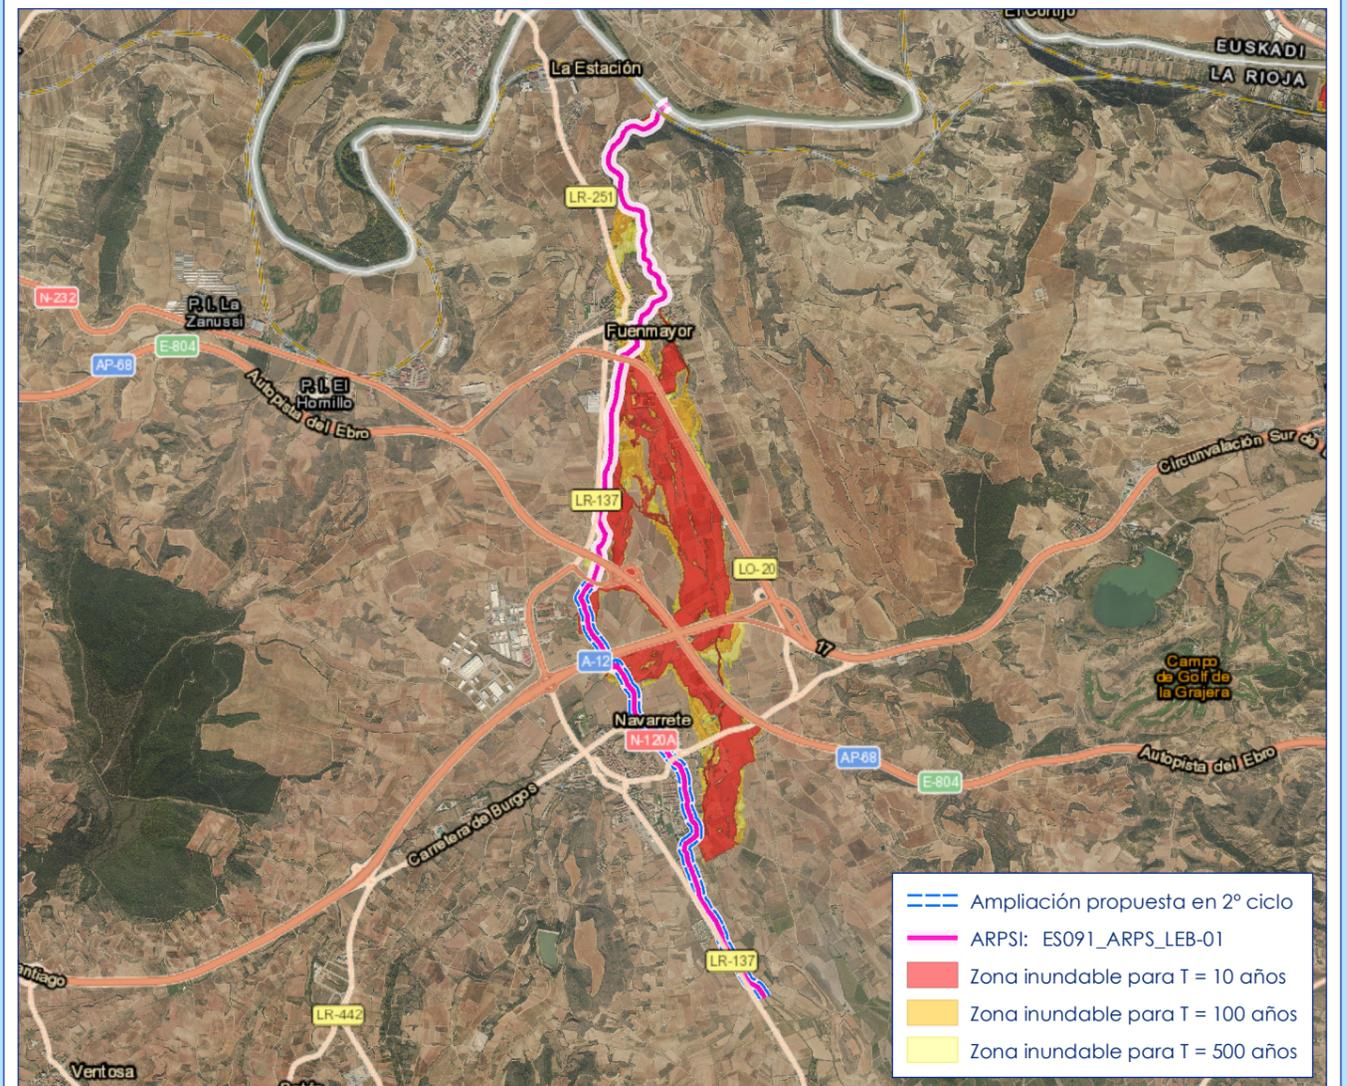 El Cortijo
EUSKADI
LA RIOJA
La Estación
LR-251
N-232
P. I. La
Zanussi
E-804
AP-68
Fuenmayor
P. I. El
Hornillo
Autopista del Ebro
Circunvalación Sur de
LR-137
LO-20
17
A-12
Campo
de Golf de
la Grajera
Navarrete
N-120A
AP-68
Autopista del Ebro
E-804
Carretera de Burgos
LR-137
antiago
LR-442
Ventosa
Ampliación propuesta en 2º ciclo
ARPSI: ES091_ARPS_LEB-01
Zona inundable para T = 10 años
Zona inundable para T = 100 años
Zona inundable para T = 500 años